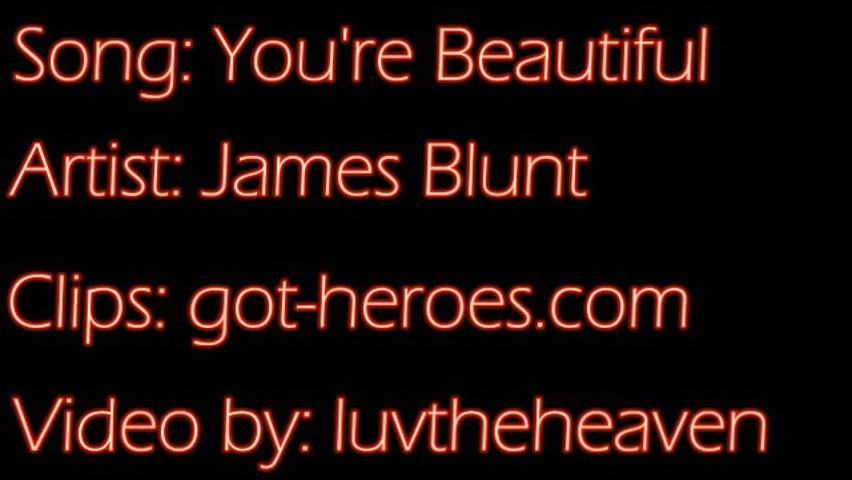 Song: You're Beautiful
Artist: James Blunt
Clips: got-heroes.com
Video by: luvtheheaven